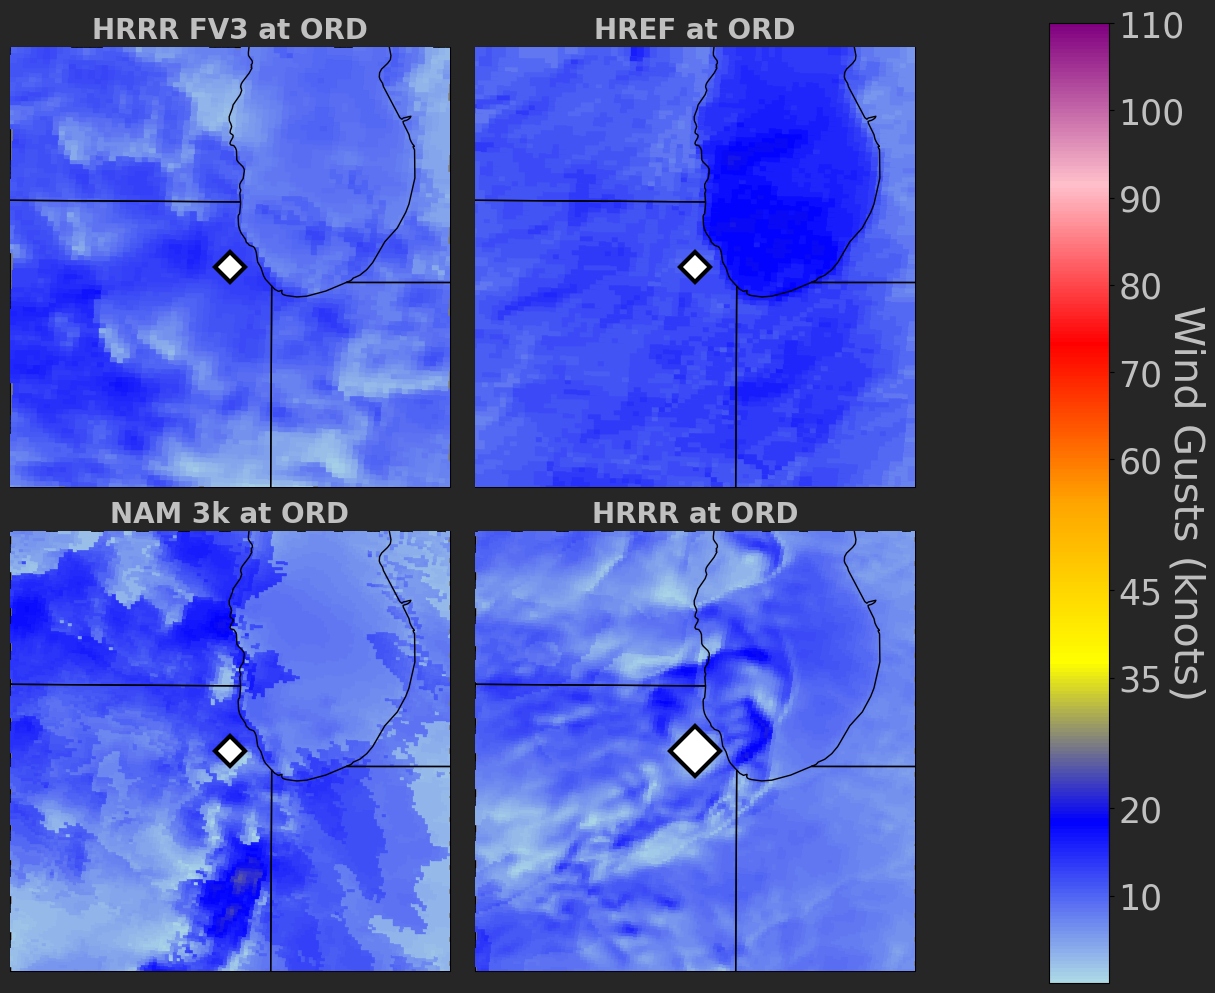 HRRR FV3 at ORD
HREF at ORD
NAM 3k at ORD
HRRR at ORD
110
100
90
80
70
60
45
35
20
10
Wind Gusts (knots)